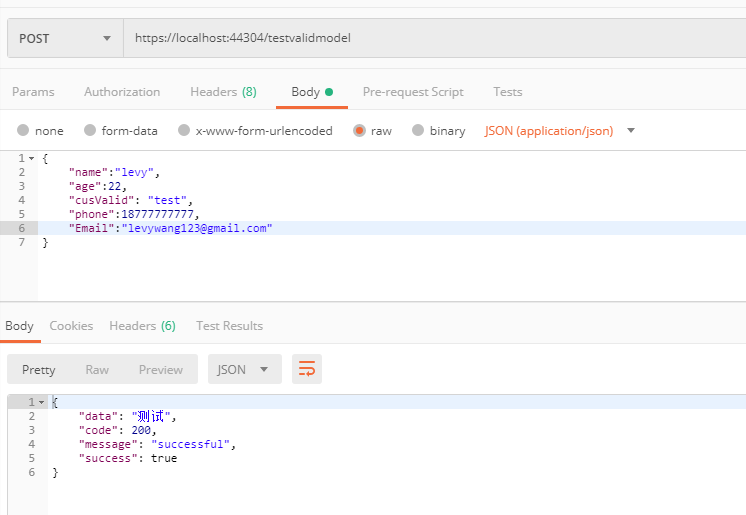 POST https://localhost:44304/testvalidmodel
Params Authorization Headers (8) Body Pre-request Script Tests
none form-data x-www-form-urlencoded raw binary JSON (application/json)
1 {
2 "name":"levy",
3 "age":22,
4 "cusValid": "test",
5 "phone":18777777777,
6 "Email":"levywang123@gmail.com"
7 }
Body Cookies Headers (6) Test Results
Pretty Raw Preview JSON
1 {
2 "data": "测试",
3 "code": 200,
4 "message": "successful",
5 "success": true
6 }